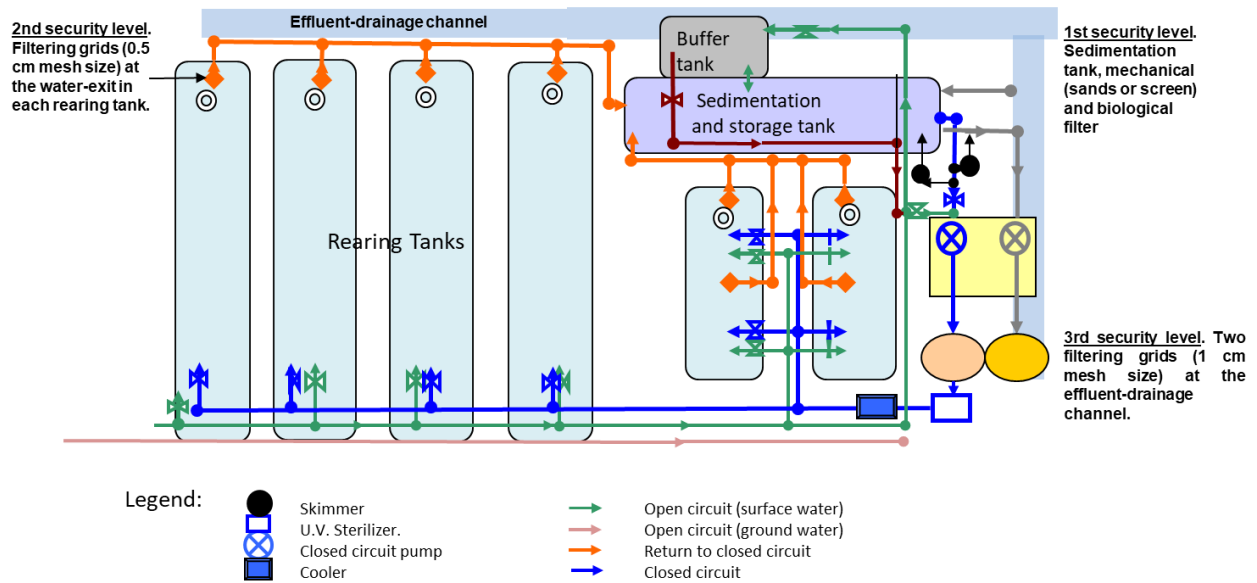 Effluent-drainage channel
2nd security level.
Filtering grids (0.5
cm mesh size) at
the water-exit in
each rearing tank.
Buffer
tank
Sedimentation
and storage tank
1st security level.
Sedimentation
tank, mechanical
(sands or screen)
and biological
filter
Rearing Tanks
3rd security level. Two
filtering grids (1 cm
mesh size) at the
effluent-drainage
channel.
Legend:
Skimmer
U.V. Sterilizer.
Closed circuit pump
Cooler
Open circuit (surface water)
Open circuit (ground water)
Return to closed circuit
Closed circuit